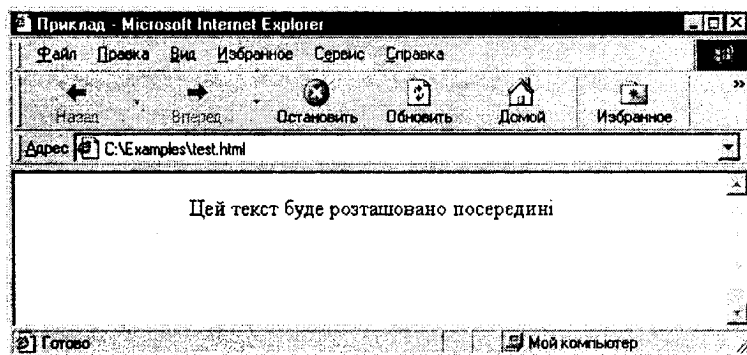 Приклад - Microsoft Internet Explorer
Файл Правка Вид Избранное Сервис Справка
Назад Вперед Остановить Обновить Домой Избранное »
Адрес C:\Examples\test.html
Цей текст буде розташовано посередині
Готово Мой компьютер